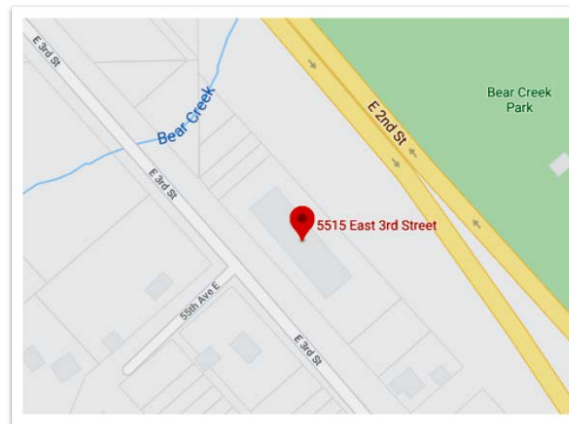 E 3rd St
Bear Creek
E 2nd St
Bear Creek
Park
E 3rd St
5515 East 3rd Street
55th Ave E
E 3rd St